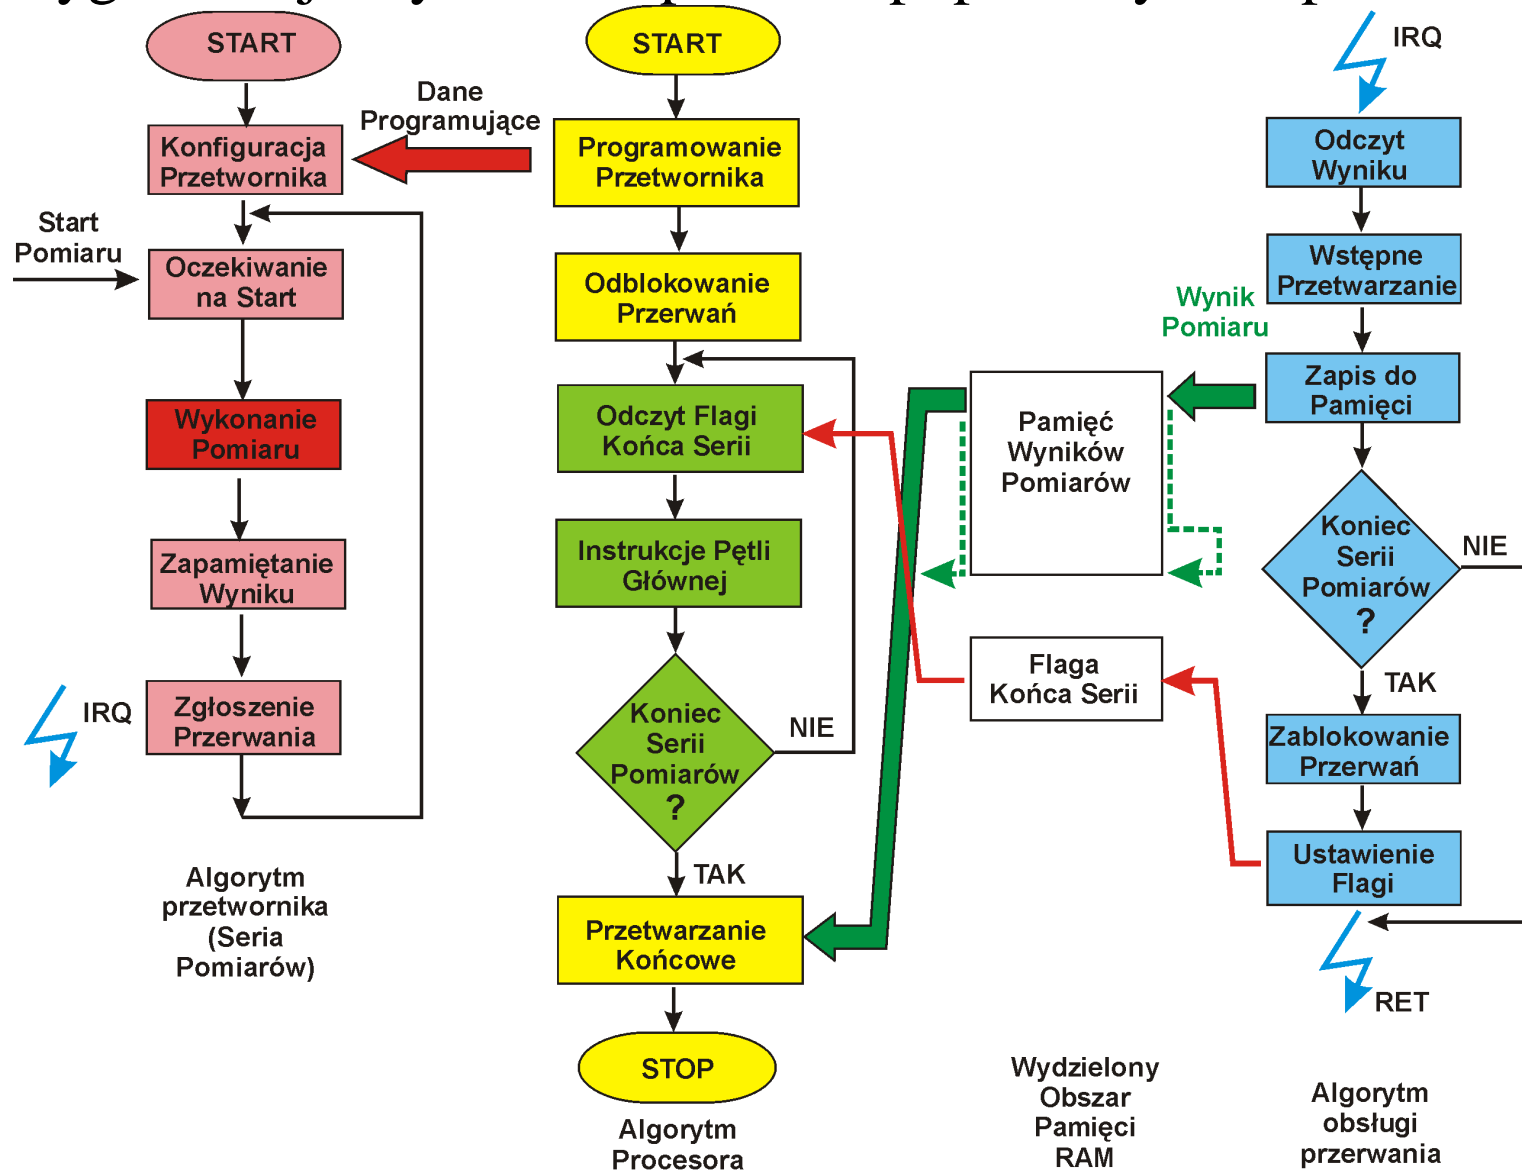 START
Konfiguracja
Przetwornika
Start
Pomiaru
Oczekiwanie
na Start
Wykonanie
Pomiaru
Zapamiętanie
Wyniku
IRQ
Zgłoszenie
Przerwania
Algorytm
przetwornika
(Seria
Pomiarów)
Dane
Programujące
START
Programowanie
Przetwornika
Odblokowanie
Przerwań
Odczyt Flagi
Końca Serii
Instrukcje Pętli
Głównej
Koniec
Serii
Pomiarów
?
NIE
TAK
Przetwarzanie
Końcowe
STOP
Algorytm
Procesora
Wynik
Pomiaru
Pamięć
Wyników
Pomiarów
Flaga
Końca Serii
Wydzielony
Obszar
Pamięci
RAM
IRQ
Odczyt
Wyniku
Wstępne
Przetwarzanie
Zapis do
Pamięci
Koniec
Serii
Pomiarów
?
NIE
TAK
Zablokowanie
Przerwań
Ustawienie
Flagi
RET
Algorytm
obsługi
przerwania